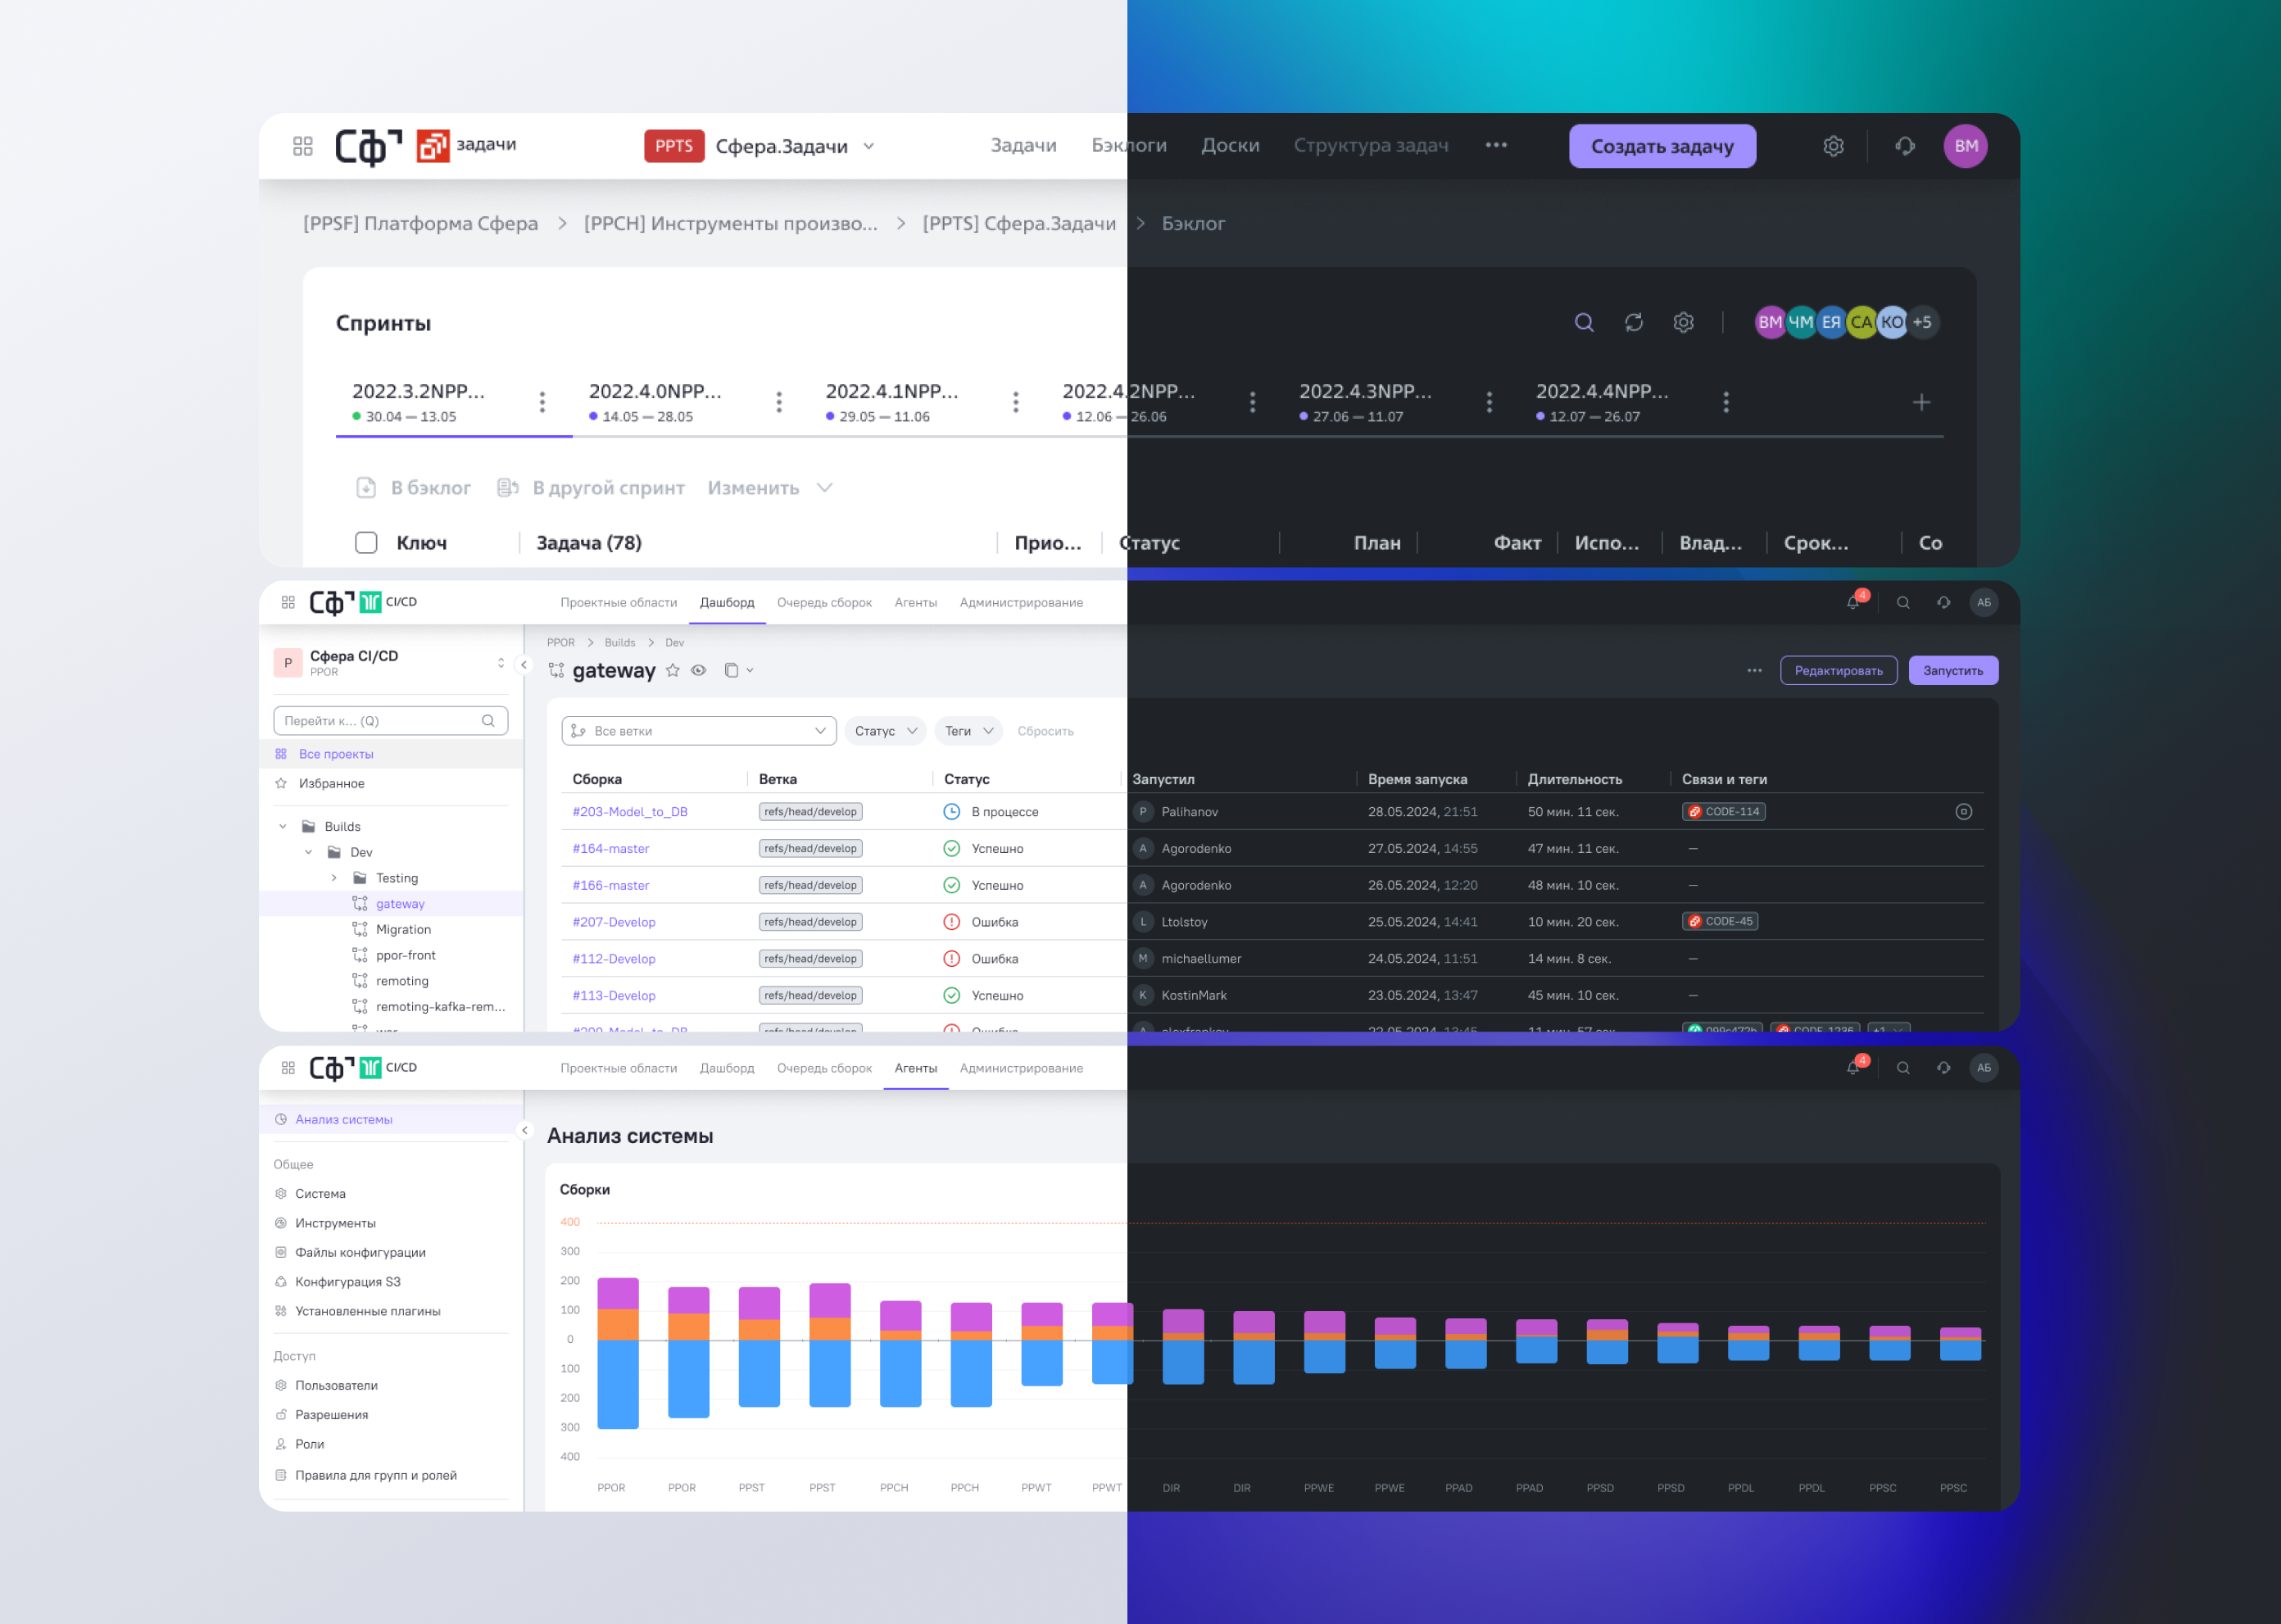 Сф задачи PPTS Сфера.Задачи Задачи Бэклоги Доски Структура задач ••• Создать задачу ВМ
[PPSF] Платформа Сфера > [PPCH] Инструменты произво... > [PPTS] Сфера.Задачи > Бэклог
Спринты ВМ ЧМ ЕЯ СА КО +5
2022.3.2NPP... 2022.4.0NPP... 2022.4.1NPP... 2022.4.2NPP... 2022.4.3NPP... 2022.4.4NPP...
30.04 — 13.05 14.05 — 28.05 29.05 — 11.06 12.06 — 26.06 27.06 — 11.07 12.07 — 26.07
В бэклог В другой спринт Изменить
Ключ Задача (78) Прио... Статус План Факт Испо... Влад... Срок... Со
Сф CI/CD Проектные области Дашборд Очередь сборок Агенты Администрирование 4 АБ
P Сфера CI/CD
PPOR
Перейти к... (Q)
Все проекты
Избранное
Builds
Dev
Testing
gateway
Migration
ppor-front
remoting
remoting-kafka-rem...
PPOR > Builds > Dev
gateway ••• Редактировать Запустить
Все ветки Статус Теги Сбросить
Сборка Ветка Статус Запустил Время запуска Длительность Связи и теги
#203-Model_to_DB refs/head/develop В процессе P Palihanov 28.05.2024, 21:51 50 мин. 11 сек. CODE-114
#164-master refs/head/develop Успешно A Agorodenko 27.05.2024, 14:55 47 мин. 11 сек. —
#166-master refs/head/develop Успешно A Agorodenko 26.05.2024, 12:20 48 мин. 10 сек. —
#207-Develop refs/head/develop Ошибка L Ltolstoy 25.05.2024, 14:41 10 мин. 20 сек. CODE-45
#112-Develop refs/head/develop Ошибка M michaellumer 24.05.2024, 11:51 14 мин. 8 сек. —
#113-Develop refs/head/develop Успешно K KostinMark 23.05.2024, 13:47 45 мин. 10 сек. —
Сф CI/CD Проектные области Дашборд Очередь сборок Агенты Администрирование 4 АБ
Анализ системы
Общее
Система
Инструменты
Файлы конфигурации
Конфигурация S3
Установленные плагины
Доступ
Пользователи
Разрешения
Роли
Правила для групп и ролей
Анализ системы
Сборки
400
300
200
100
0
100
200
300
400
PPOR PPOR PPST PPST PPCH PPCH PPWT PPWT DIR DIR PPWE PPWE PPAD PPAD PPSD PPSD PPDL PPDL PPSC PPSC